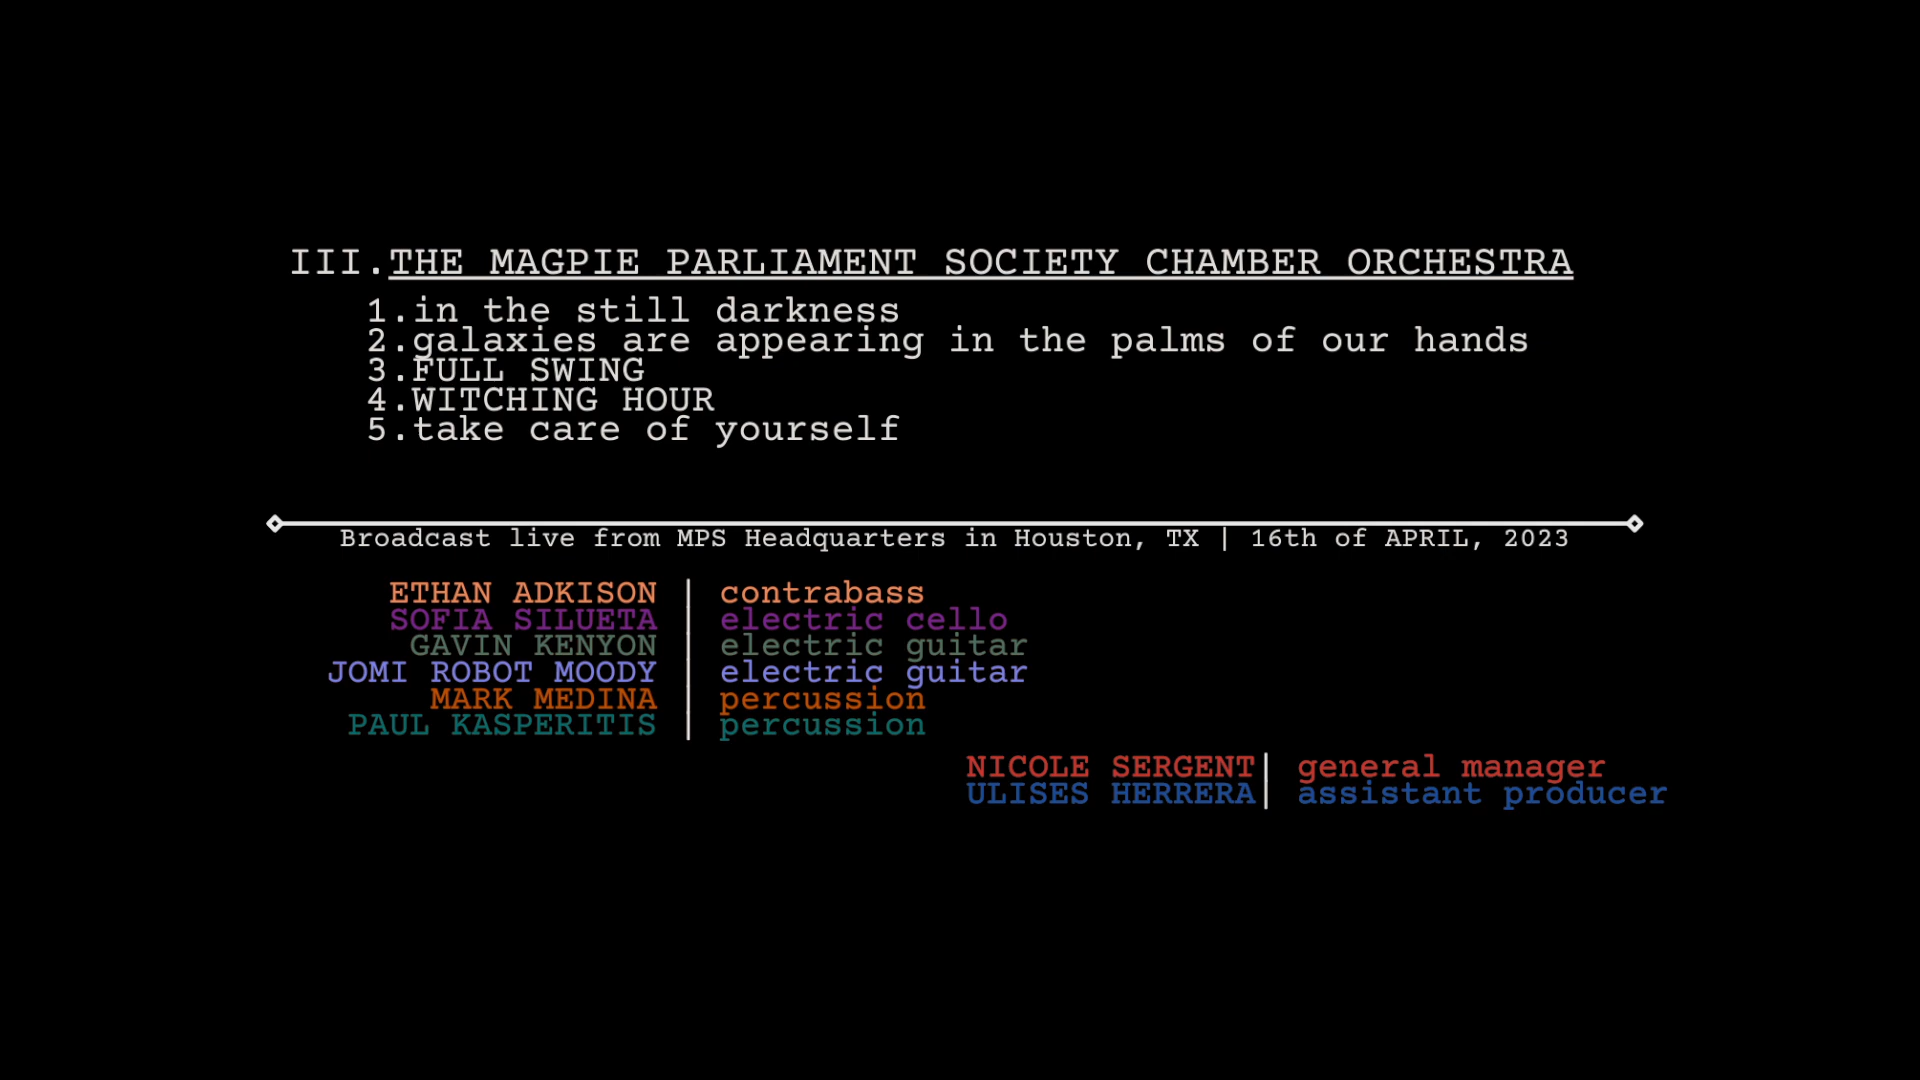 III.THE MAGPIE PARLIAMENT SOCIETY CHAMBER ORCHESTRA
1.in the still darkness
2.galaxies are appearing in the palms of our hands
3.FULL SWING
4.WITCHING HOUR
5.take care of yourself
Broadcast live from MPS Headquarters in Houston, TX | 16th of APRIL, 2023
ETHAN ADKISON | contrabass
SOFIA SILUETA | electric cello
GAVIN KENYON | electric guitar
JOMI ROBOT MOODY | electric guitar
MARK MEDINA | percussion
PAUL KASPERITIS | percussion
NICOLE SERGENT| general manager
ULISES HERRERA| assistant producer